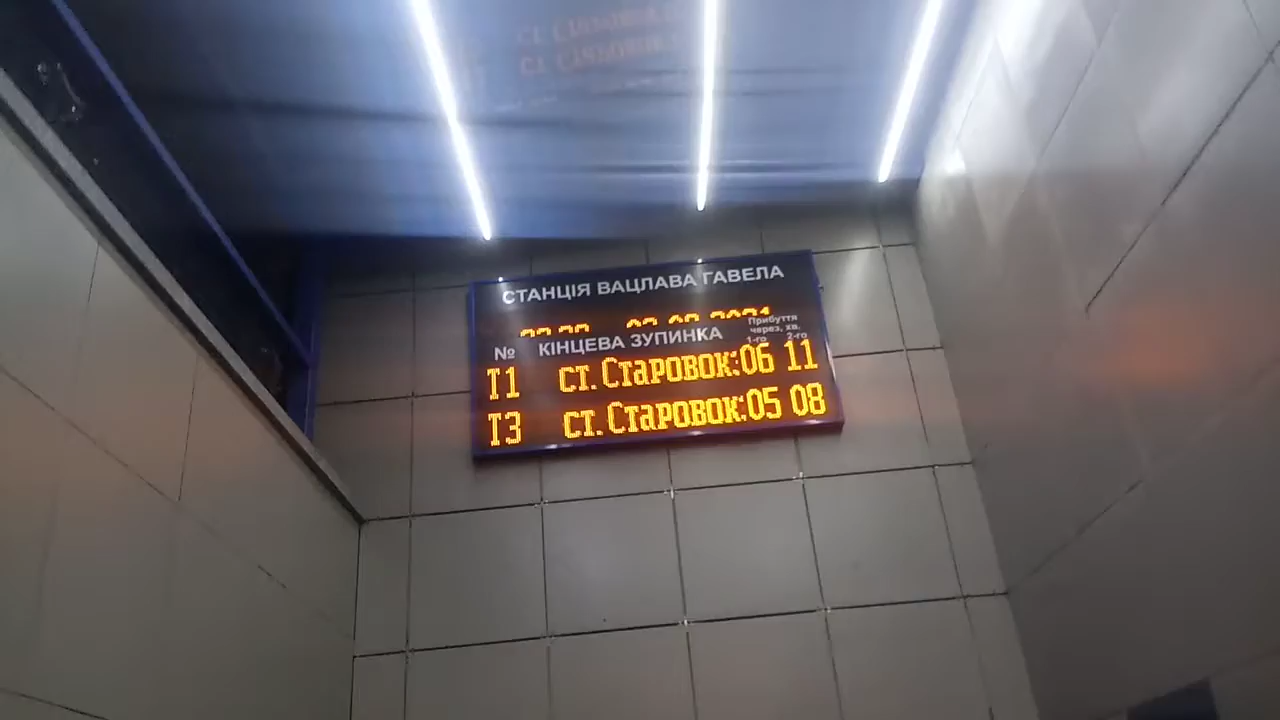 СТАНЦІЯ ВАЦЛАВА ГАВЕЛА
№ КІНЦЕВА ЗУПИНКА Прибуття
через, хв.
1-го 2-го
Т1 ст. Старовок: 06 11
Т3 ст. Старовок: 05 08